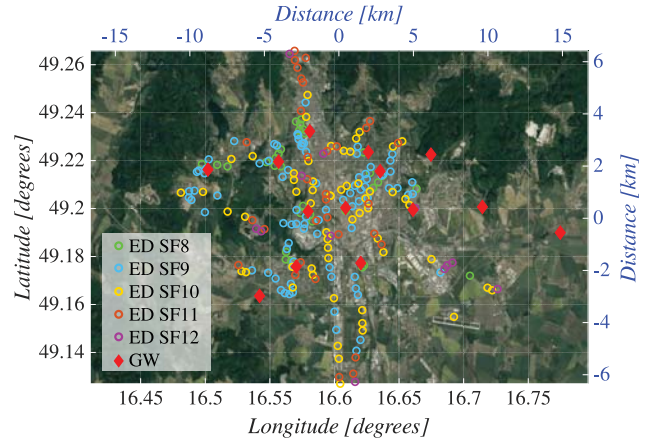 Distance [km]
-15 -10 -5 0 5 10 15
49.26
49.24
49.22
49.2
49.18
49.16
49.14
Latitude [degrees]
6
4
2
0
-2
-4
-6
Distance [km]
ED SF8
ED SF9
ED SF10
ED SF11
ED SF12
GW
16.45 16.5 16.55 16.6 16.65 16.7 16.75
Longitude [degrees]